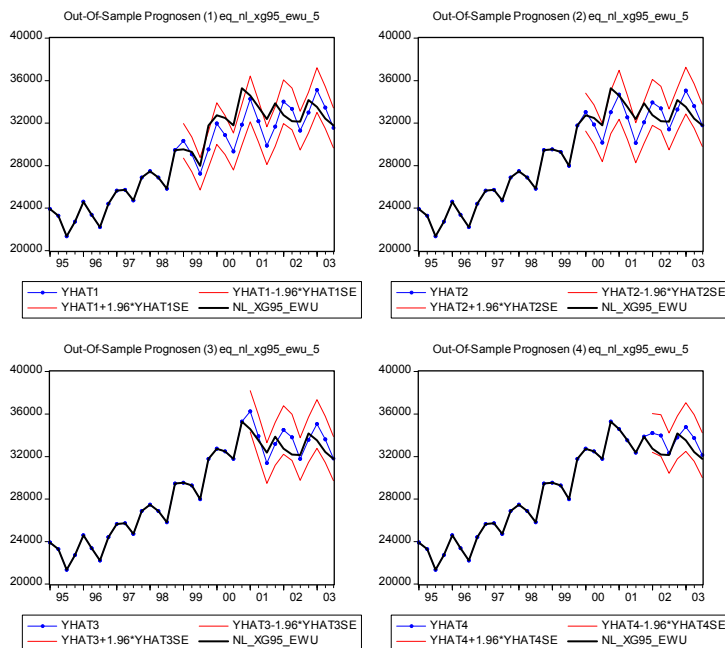 Out-Of-Sample Prognosen (1) eq_nl_xg95_ewu_5
40000
36000
32000
28000
24000
20000
95 96 97 98 99 00 01 02 03
YHAT1
YHAT1-1.96*YHAT1SE
YHAT1+1.96*YHAT1SE
NL_XG95_EWU
Out-Of-Sample Prognosen (2) eq_nl_xg95_ewu_5
40000
36000
32000
28000
24000
20000
95 96 97 98 99 00 01 02 03
YHAT2
YHAT2-1.96*YHAT2SE
YHAT2+1.96*YHAT2SE
NL_XG95_EWU
Out-Of-Sample Prognosen (3) eq_nl_xg95_ewu_5
40000
36000
32000
28000
24000
20000
95 96 97 98 99 00 01 02 03
YHAT3
YHAT3-1.96*YHAT3SE
YHAT3+1.96*YHAT3SE
NL_XG95_EWU
Out-Of-Sample Prognosen (4) eq_nl_xg95_ewu_5
40000
36000
32000
28000
24000
20000
95 96 97 98 99 00 01 02 03
YHAT4
YHAT4-1.96*YHAT4SE
YHAT4+1.96*YHAT4SE
NL_XG95_EWU